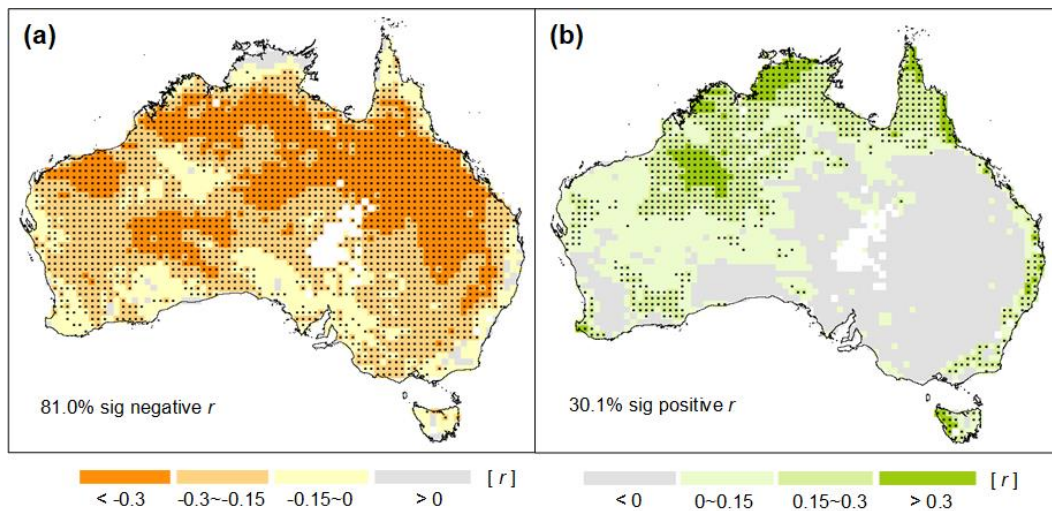 (a)
(b)
81.0% sig negative r
30.1% sig positive r
[ r ]
< -0.3
-0.3~-0.15
-0.15~0
> 0
[ r ]
< 0
0~0.15
0.15~0.3
> 0.3